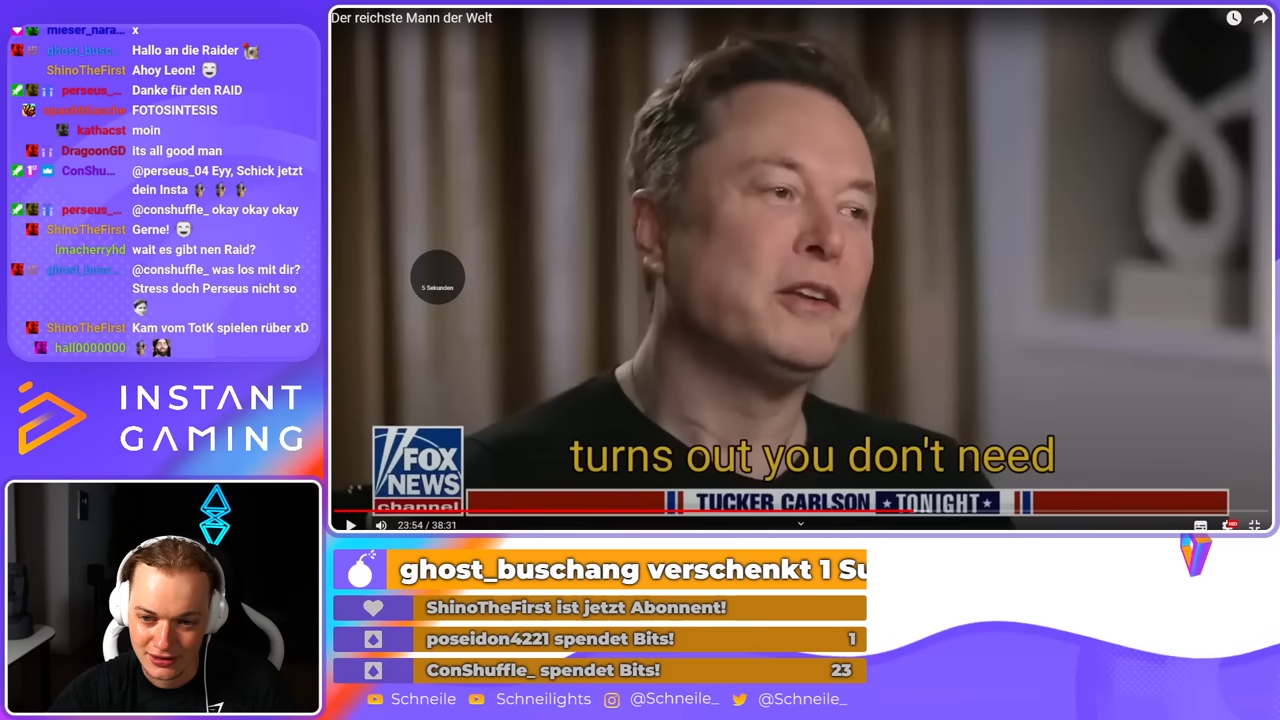 Der reichste Mann der Welt
mieser_nara... x
ghost_busc... Hallo an die Raider
ShinoTheFirst Ahoy Leon!
perseus_... Danke für den RAID
FOTOSINTESIS
kathacst moin
DragoonGD its all good man
ConShu... @perseus_04 Eyy, Schick jetzt
dein Insta
perseus_... @conshuffle_ okay okay okay
ShinoTheFirst Gerne!
imacherryhd wait es gibt nen Raid?
ghost_busc... @conshuffle_ was los mit dir?
Stress doch Perseus nicht so
ShinoTheFirst Kam vom TotK spielen rüber xD
hall0000000
INSTANT
GAMING
5 Sekunden
turns out you don't need
FOX
NEWS
channel
TUCKER CARLSON TONIGHT
23:54 / 38:31
HD
ghost_buschang verschenkt 1 Su
ShinoTheFirst ist jetzt Abonnent!
poseidon4221 spendet Bits! 1
ConShuffle_ spendet Bits! 23
Schneile Schneilights @Schneile_ @Schneile_